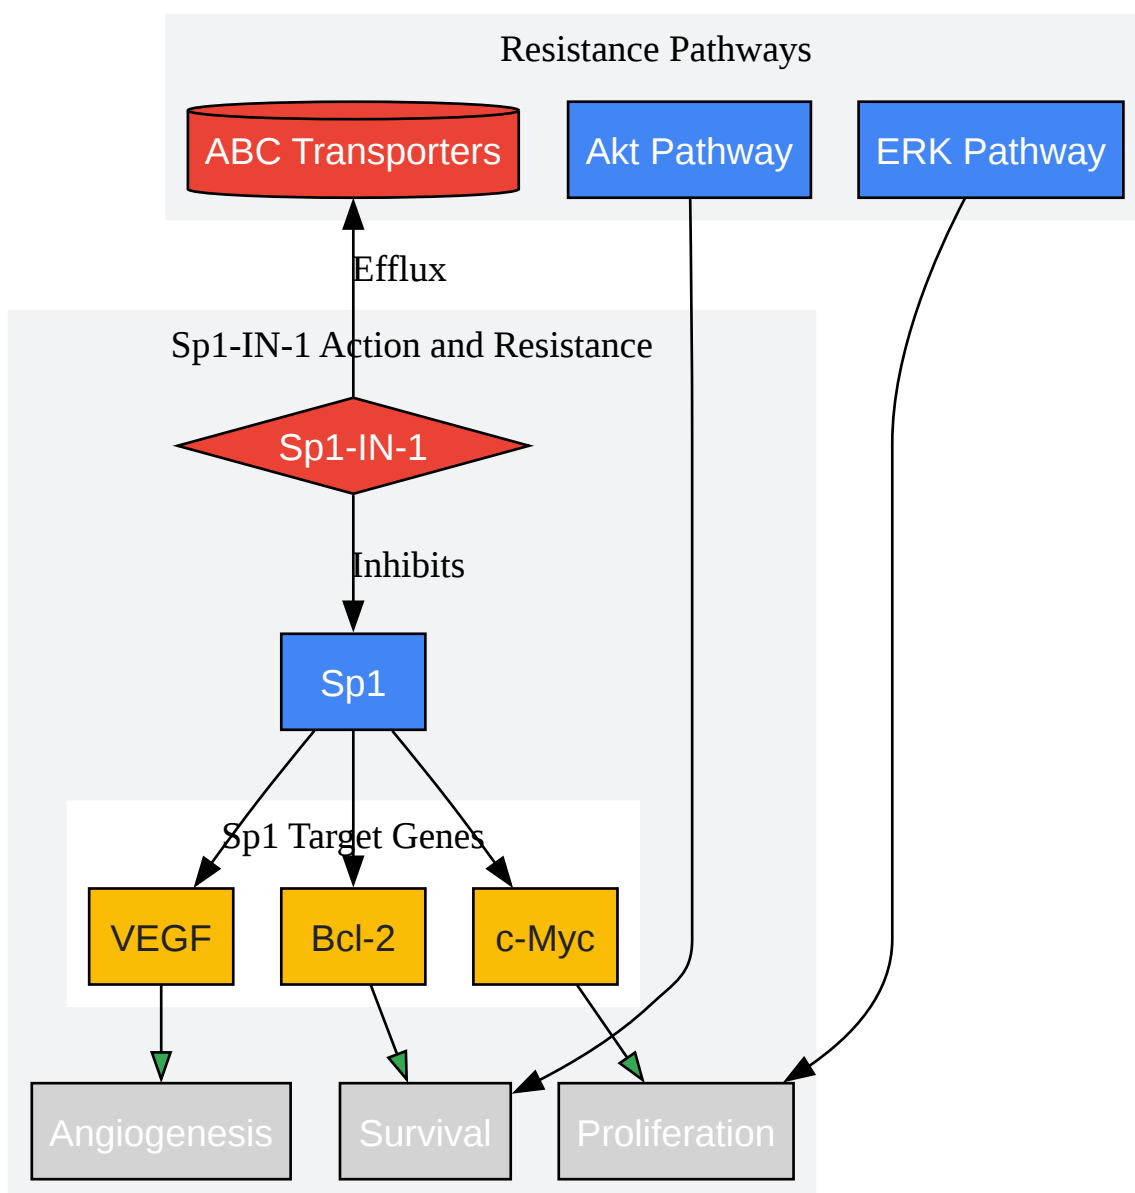 Resistance Pathways
ABC Transporters
Akt Pathway
ERK Pathway
Efflux
Sp1-IN-1 Action and Resistance
Sp1-IN-1
Inhibits
Sp1
Sp1 Target Genes
VEGF
Bcl-2
c-Myc
Angiogenesis
Survival
Proliferation